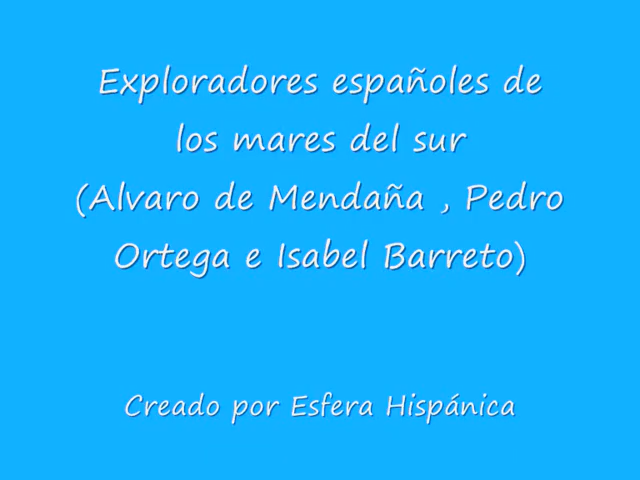 Exploradores españoles de
los mares del sur
(Alvaro de Mendaña , Pedro
Ortega e Isabel Barreto)
Creado por Esfera Hispánica